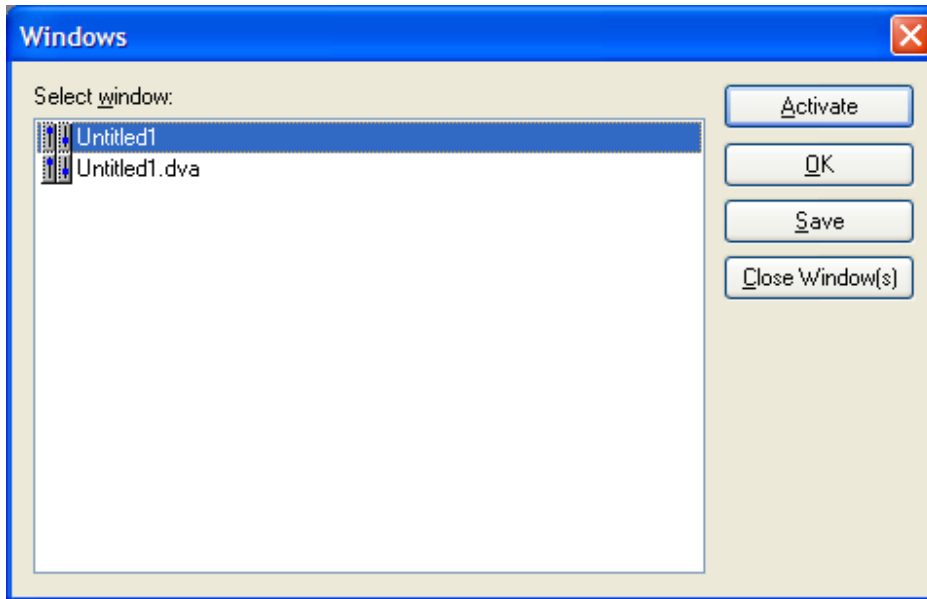 Windows
Select window:
Untitled1
Untitled1.dva
Activate
OK
Save
Close Window(s)